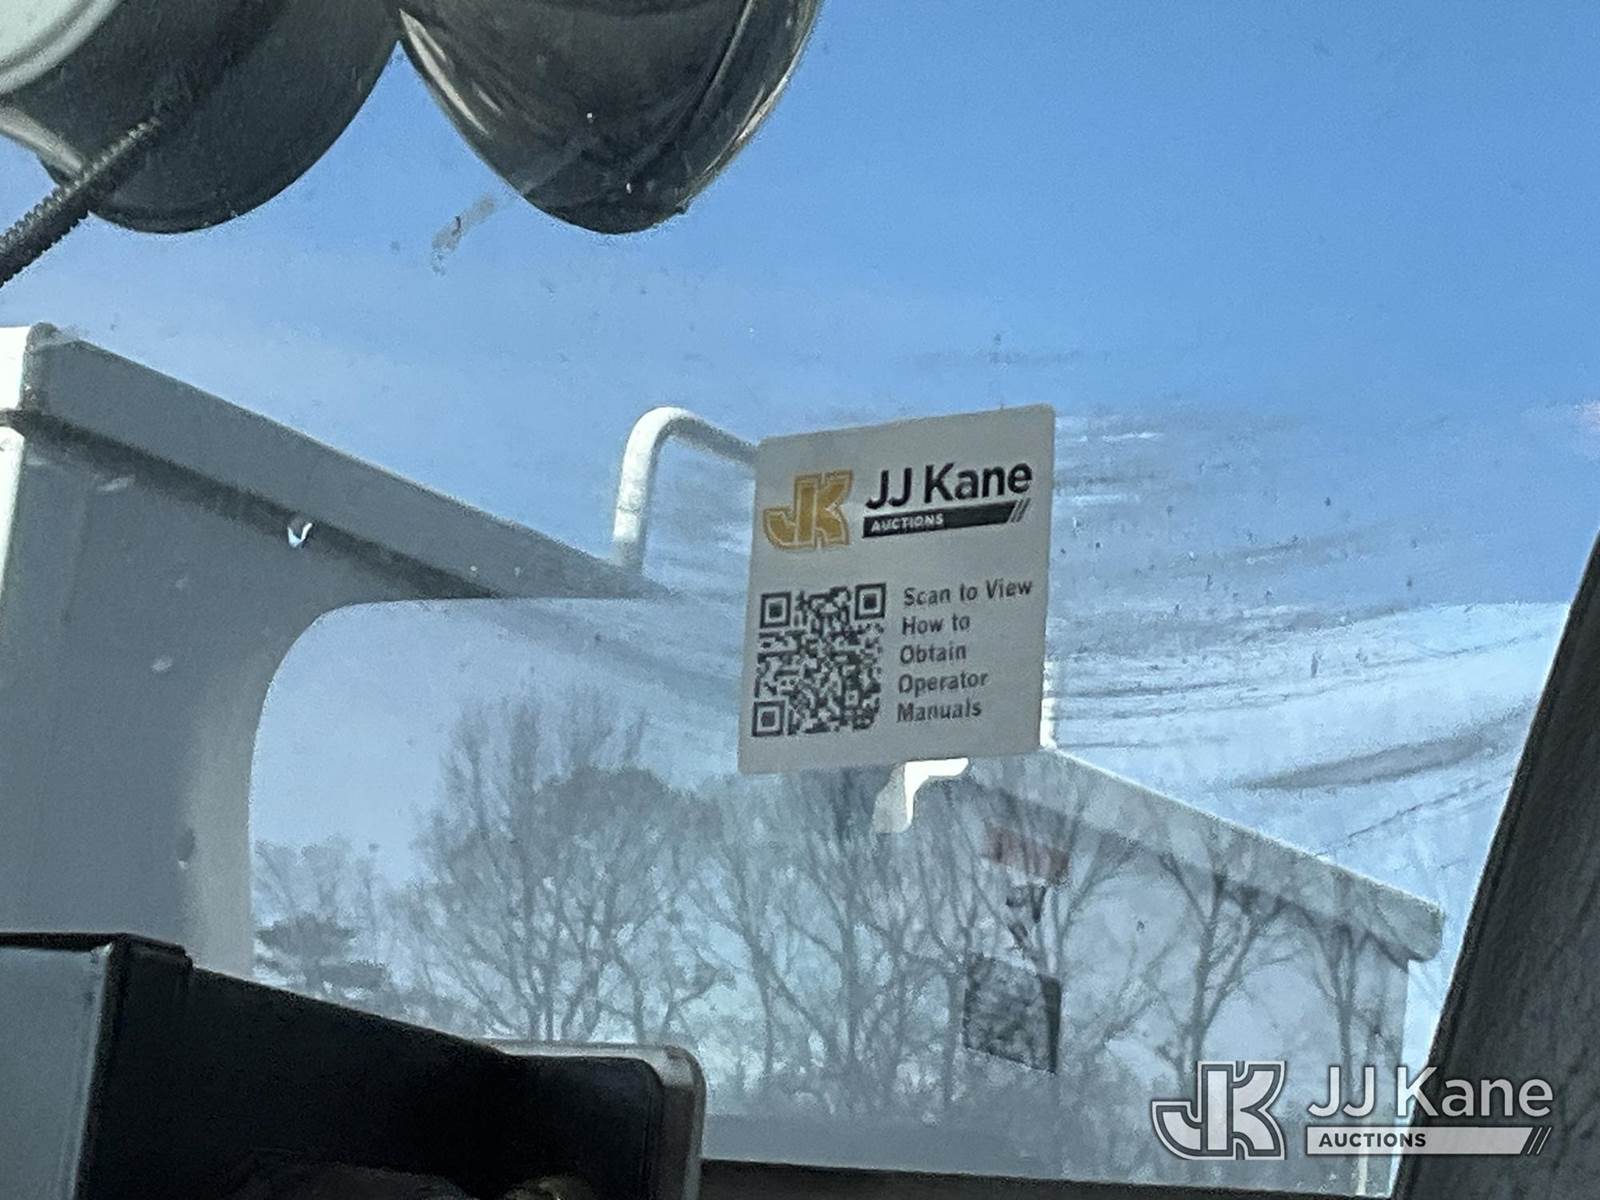 JK JJ Kane
AUCTIONS
Scan to View
How to
Obtain
Operator
Manuals
JK JJ Kane
AUCTIONS